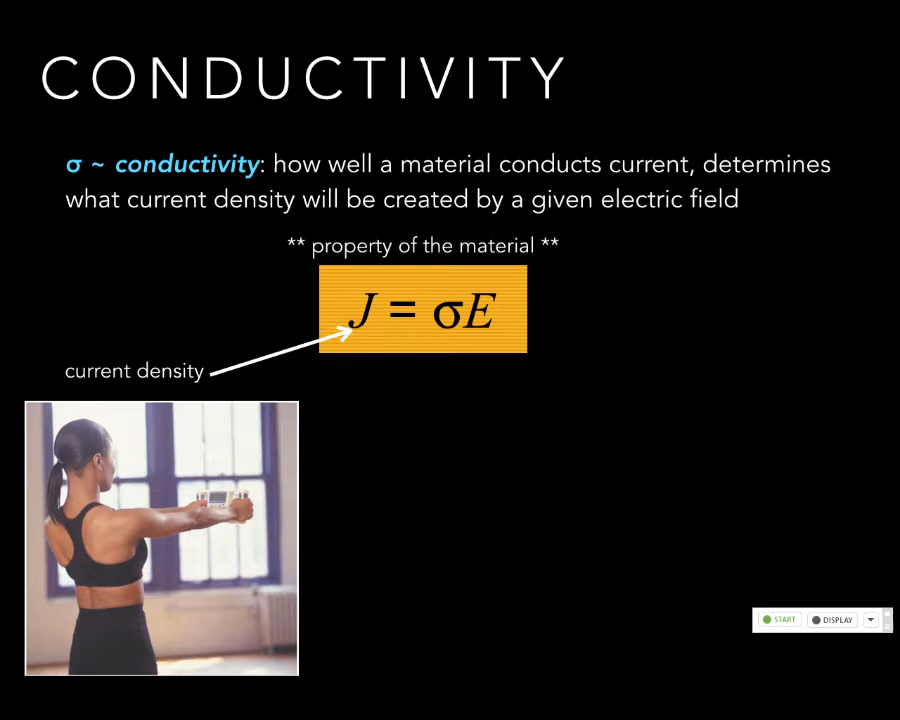 CONDUCTIVITY
σ ~ conductivity: how well a material conducts current, determines
what current density will be created by a given electric field
** property of the material **
J = σE
current density
START
DISPLAY